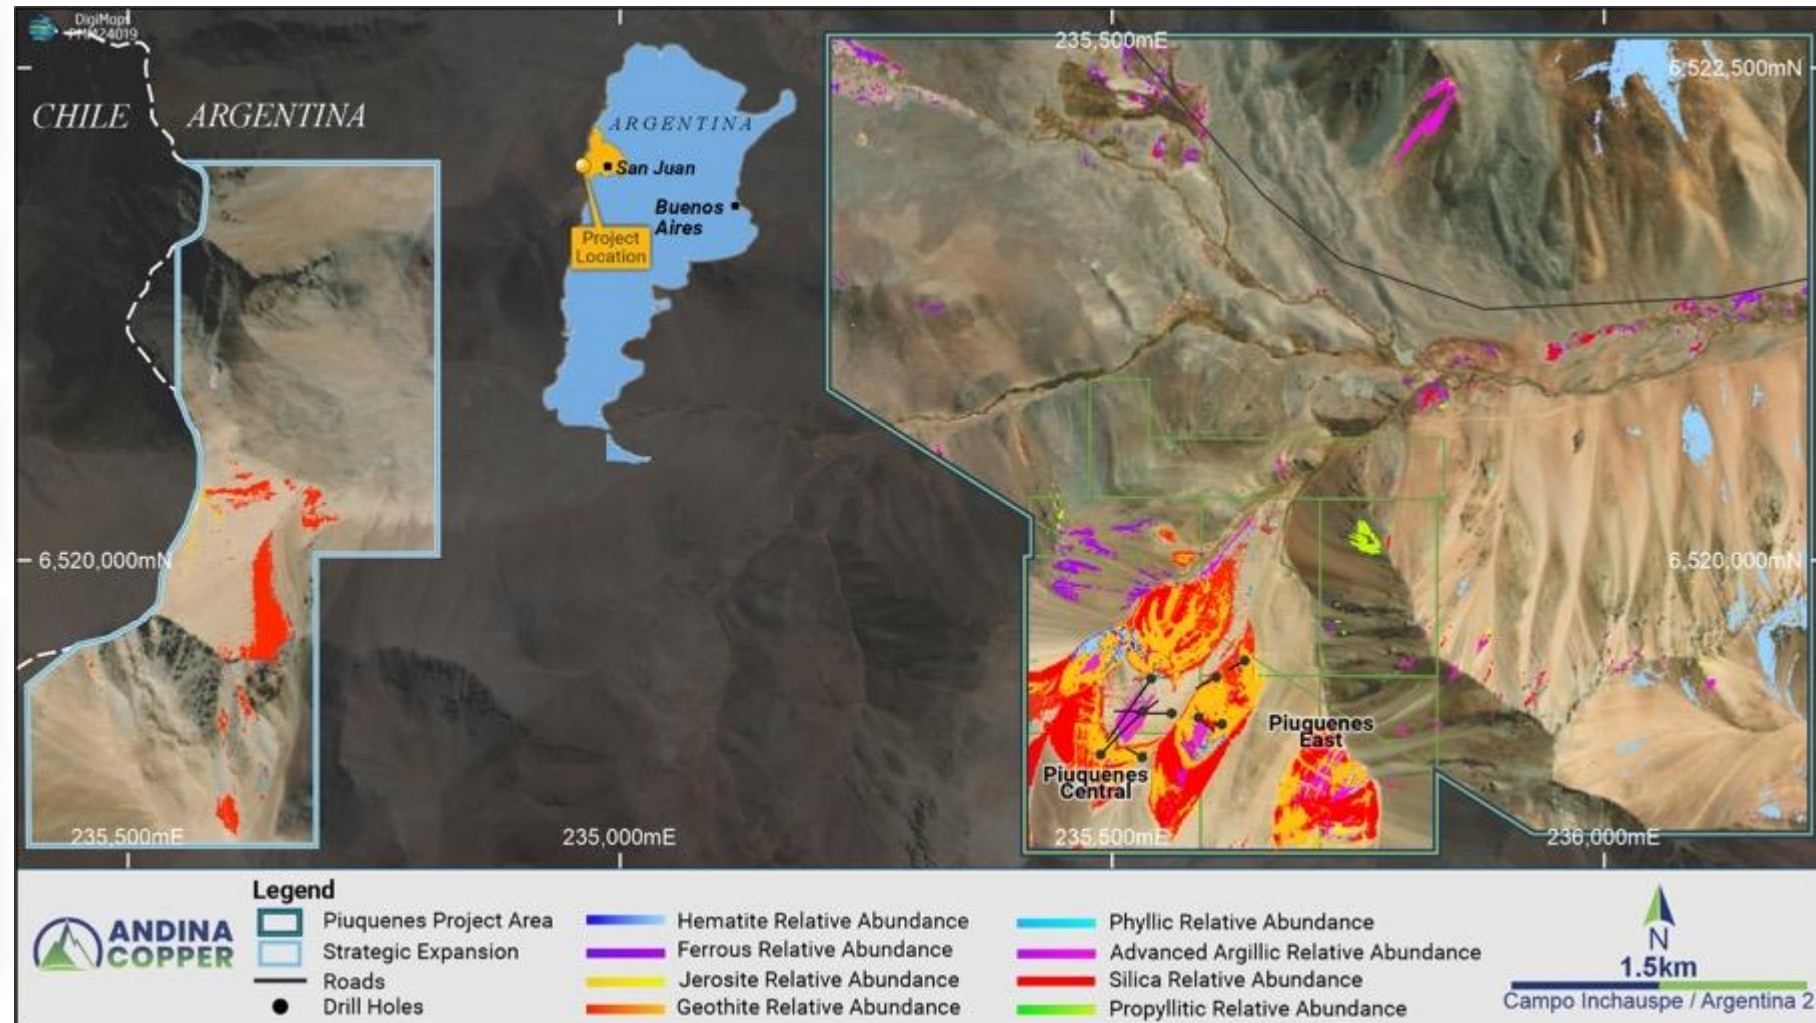 DigiMaps
PMM24019
235,500mE
6,522,500mN
CHILE
ARGENTINA
ARGENTINA
San Juan
Buenos
Aires
Project
Location
6,520,000mN
6,520,000mN
Piuquenes
East
Piuquenes
Central
235,500mE
235,000mE
235,500mE
236,000mE
Legend
ANDINA
COPPER
Piuquenes Project Area
Strategic Expansion
Roads
Drill Holes
Hematite Relative Abundance
Ferrous Relative Abundance
Jerosite Relative Abundance
Geothite Relative Abundance
Phyllic Relative Abundance
Advanced Argillic Relative Abundance
Silica Relative Abundance
Propyllitic Relative Abundance
N
1.5km
Campo Inchauspe / Argentina 2